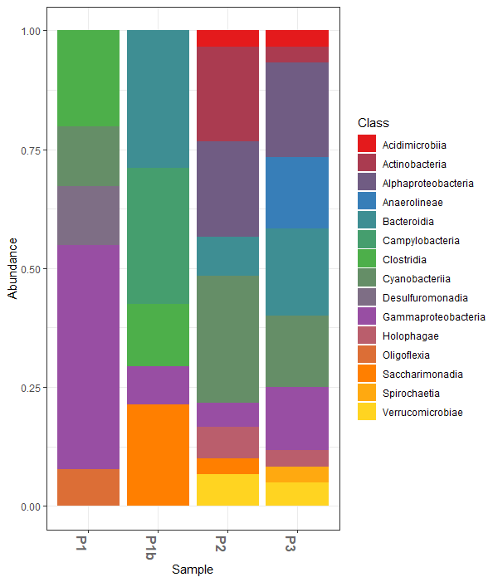 1.00
0.75
0.50
0.25
0.00
Abundance
P1
P1b
P2
P3
Sample
Class
Acidimicrobiia
Actinobacteria
Alphaproteobacteria
Anaerolineae
Bacteroidia
Campylobacteria
Clostridia
Cyanobacteriia
Desulfuromonadia
Gammaproteobacteria
Holophagae
Oligoflexia
Saccharimonadia
Spirochaetia
Verrucomicrobiae